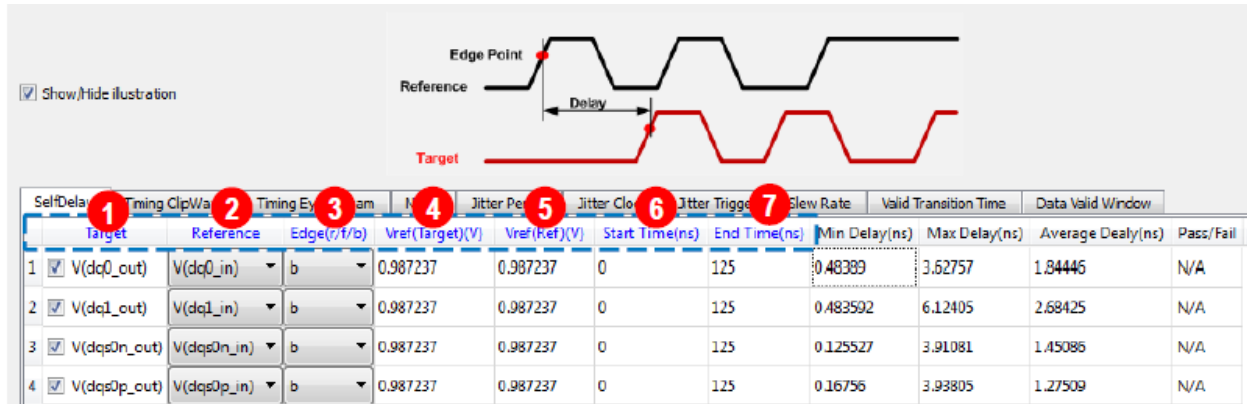 Edge Point
Reference
Show/Hide illustration
Delay
Target
SelfDela 1 Timing ClipWa 2 Timing Ey 3 am N 4 Jitter Pe 5 Jitter Clo 6 Jitter Trigge 7 Slew Rate Valid Transition Time Data Valid Window
Target Reference Edge(r/f/b) Vref(Target)(V) Vref(Ref)(V) Start Time(ns) End Time(ns) Min Delay(ns) Max Delay(ns) Average Dealy(ns) Pass/Fail
1 V(dq0_out) V(dq0_in) b 0.987237 0.987237 0 125 0.48389 3.62757 1.84446 N/A
2 V(dq1_out) V(dq1_in) b 0.987237 0.987237 0 125 0.483592 6.12405 2.68425 N/A
3 V(dqs0n_out) V(dqs0n_in) b 0.987237 0.987237 0 125 0.125527 3.91081 1.45086 N/A
4 V(dqs0p_out) V(dqs0p_in) b 0.987237 0.987237 0 125 0.16756 3.93805 1.27509 N/A